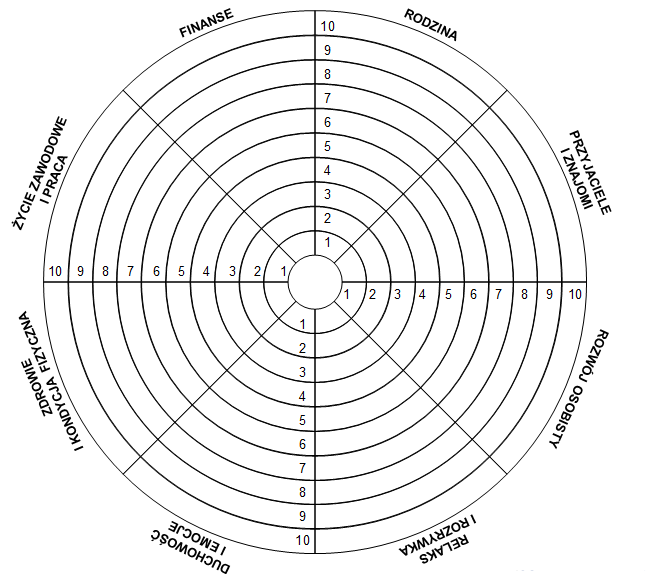 FINANSE
RODZINA
PRZYJACIELE
I ZNAJOMI
ROZWÓJ OSOBISTY
RELAKS
I ROZRYWKA
DUCHOWOŚĆ
I EMOCJE
ZDROWIE
I KONDYCJA FIZYCZNA
ŻYCIE ZAWODOWE
I PRACA
10
9
8
7
6
5
4
3
2
1
10 9 8 7 6 5 4 3 2 1
1 2 3 4 5 6 7 8 9 10
1
2
3
4
5
6
7
8
9
10